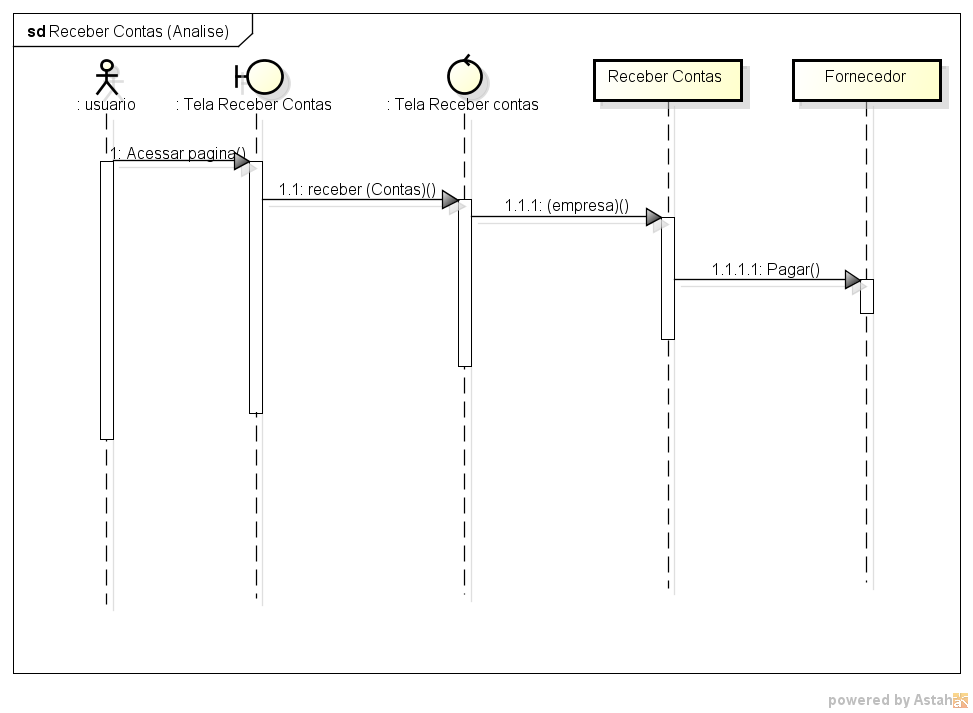 sd Receber Contas (Analise)
: usuario
: Tela Receber Contas
: Tela Receber contas
Receber Contas
Fornecedor
1: Acessar pagina()
1.1: receber (Contas)()
1.1.1: (empresa)()
1.1.1.1: Pagar()
powered by Astah